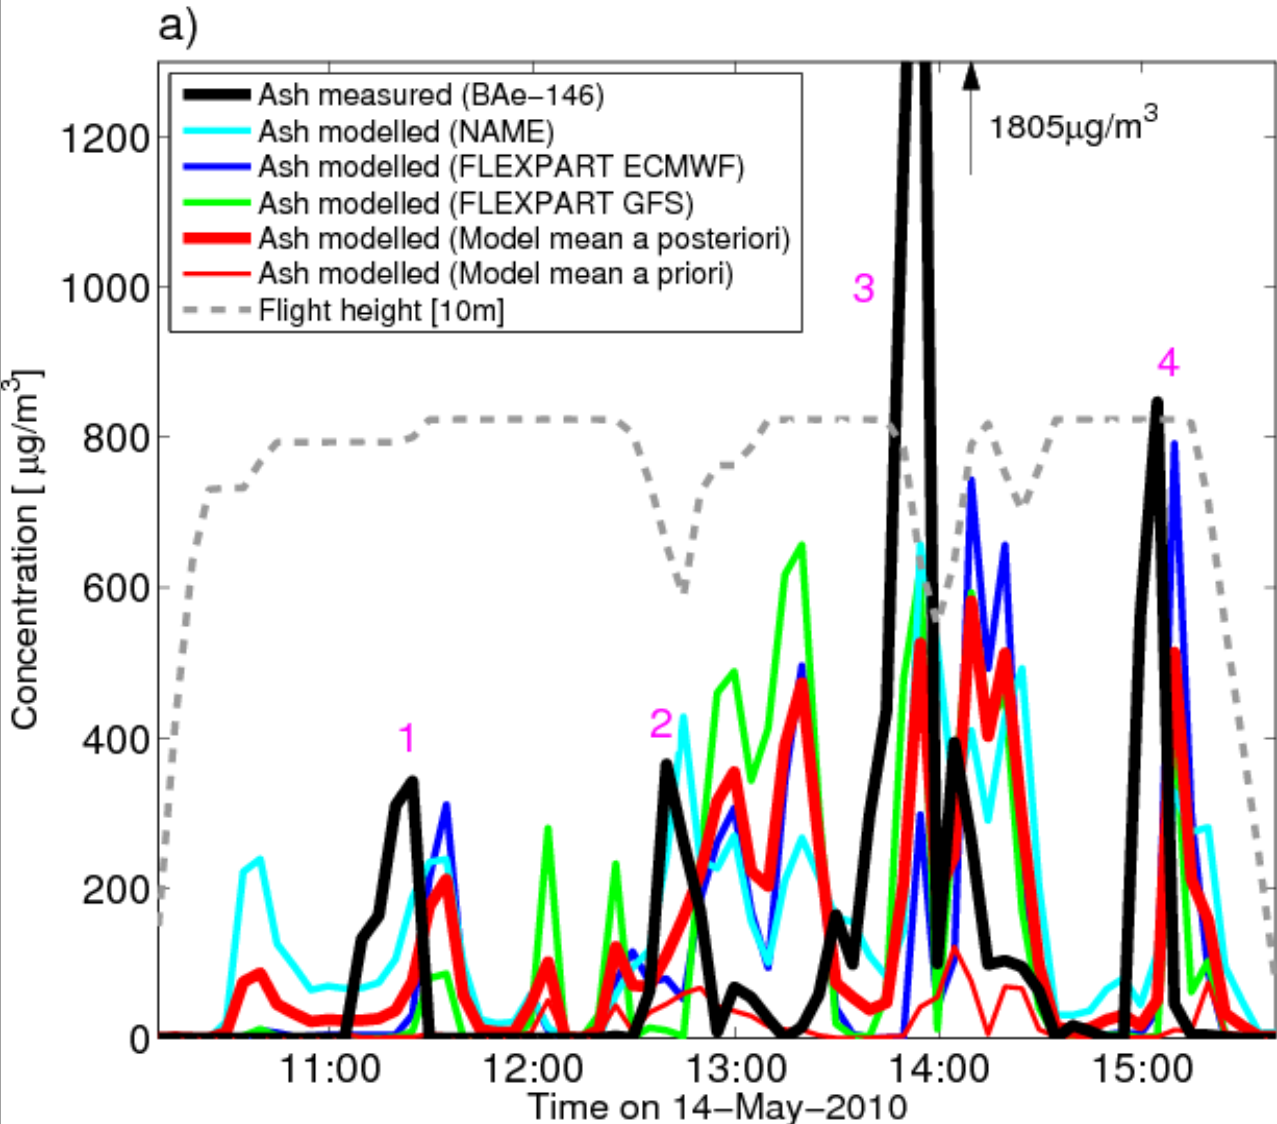 a)
Ash measured (BAe−146)
Ash modelled (NAME)
Ash modelled (FLEXPART ECMWF)
Ash modelled (FLEXPART GFS)
Ash modelled (Model mean a posteriori)
Ash modelled (Model mean a priori)
Flight height [10m]
1805μg/m³
1
2
3
4
Concentration [ μg/m³]
1200
1000
800
600
400
200
0
11:00 12:00 13:00 14:00 15:00
Time on 14−May−2010